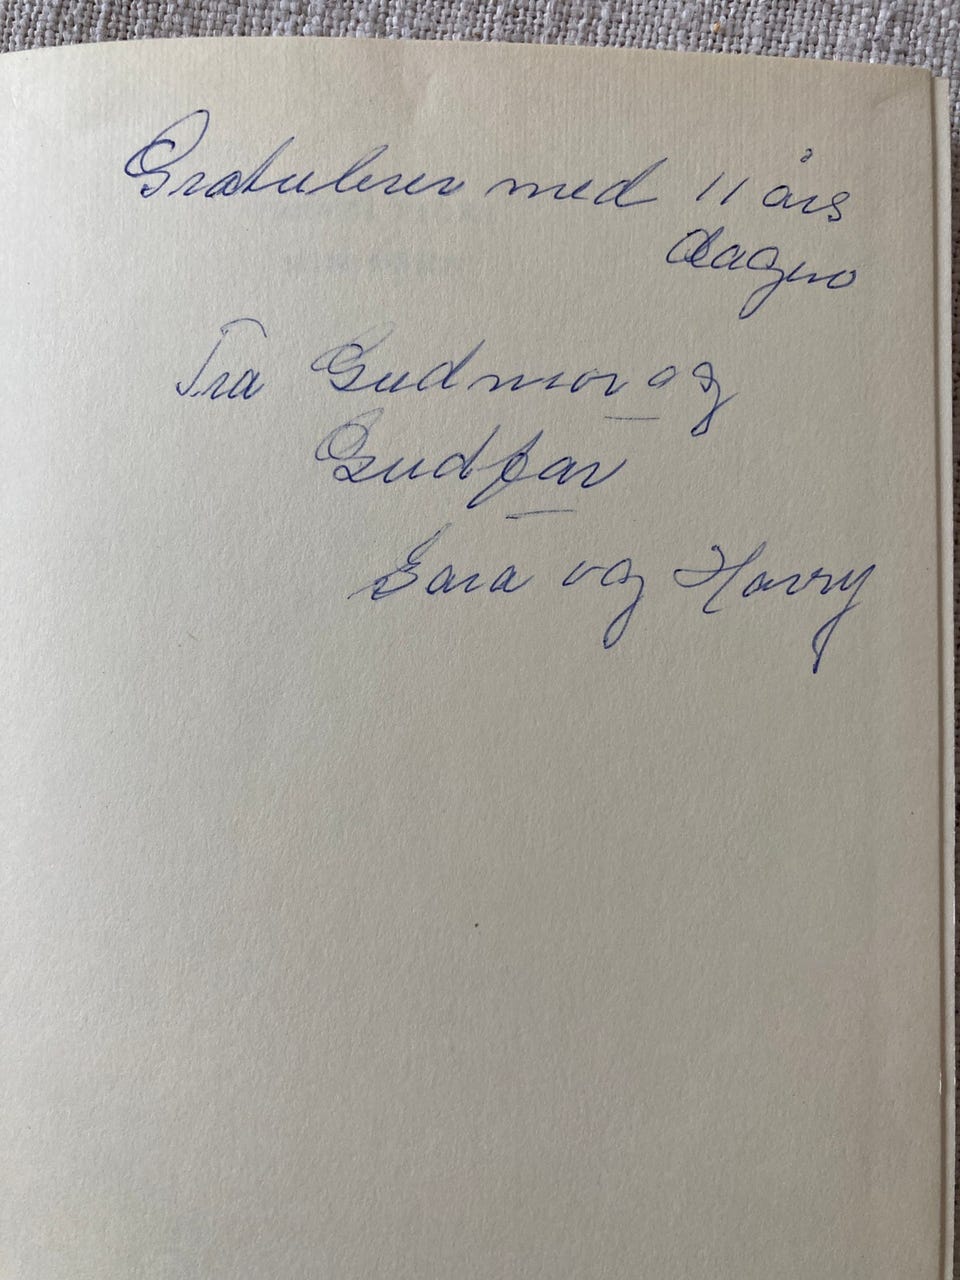 Gratulerer med 11 års
dagen
Fra Gudmor og
Gudfar
Sara og Harry